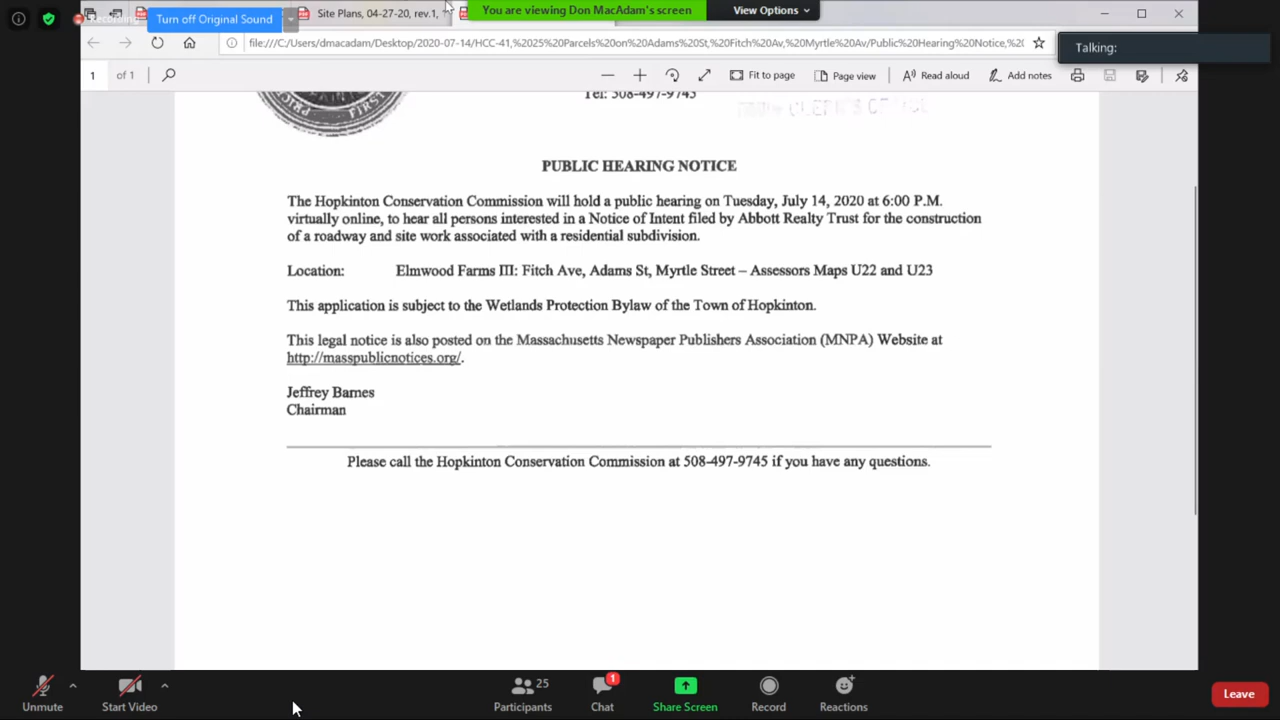 Recording
Turn off Original Sound
Site Plans, 04-27-20, rev.1,
You are viewing Don MacAdam's screen
View Options
file:///C:/Users/dmacadam/Desktop/2020-07-14/HCC-41,%2025%20Parcels%20on%20Adams%20St,%20Fitch%20Av,%20Myrtle%20Av/Public%20Hearing%20Notice,%20
Talking:
1 of 1
Fit to page
Page view
Read aloud
Add notes
FIRST
Tel: 508-497-9745
TOWN CLERK'S OFFICE
PUBLIC HEARING NOTICE
The Hopkinton Conservation Commission will hold a public hearing on Tuesday, July 14, 2020 at 6:00 P.M.
virtually online, to hear all persons interested in a Notice of Intent filed by Abbott Realty Trust for the construction
of a roadway and site work associated with a residential subdivision.
Location: Elmwood Farms III: Fitch Ave, Adams St, Myrtle Street – Assessors Maps U22 and U23
This application is subject to the Wetlands Protection Bylaw of the Town of Hopkinton.
This legal notice is also posted on the Massachusetts Newspaper Publishers Association (MNPA) Website at
http://masspublicnotices.org/.
Jeffrey Barnes
Chairman
Please call the Hopkinton Conservation Commission at 508-497-9745 if you have any questions.
Unmute
Start Video
25
Participants
1
Chat
Share Screen
Record
Reactions
Leave